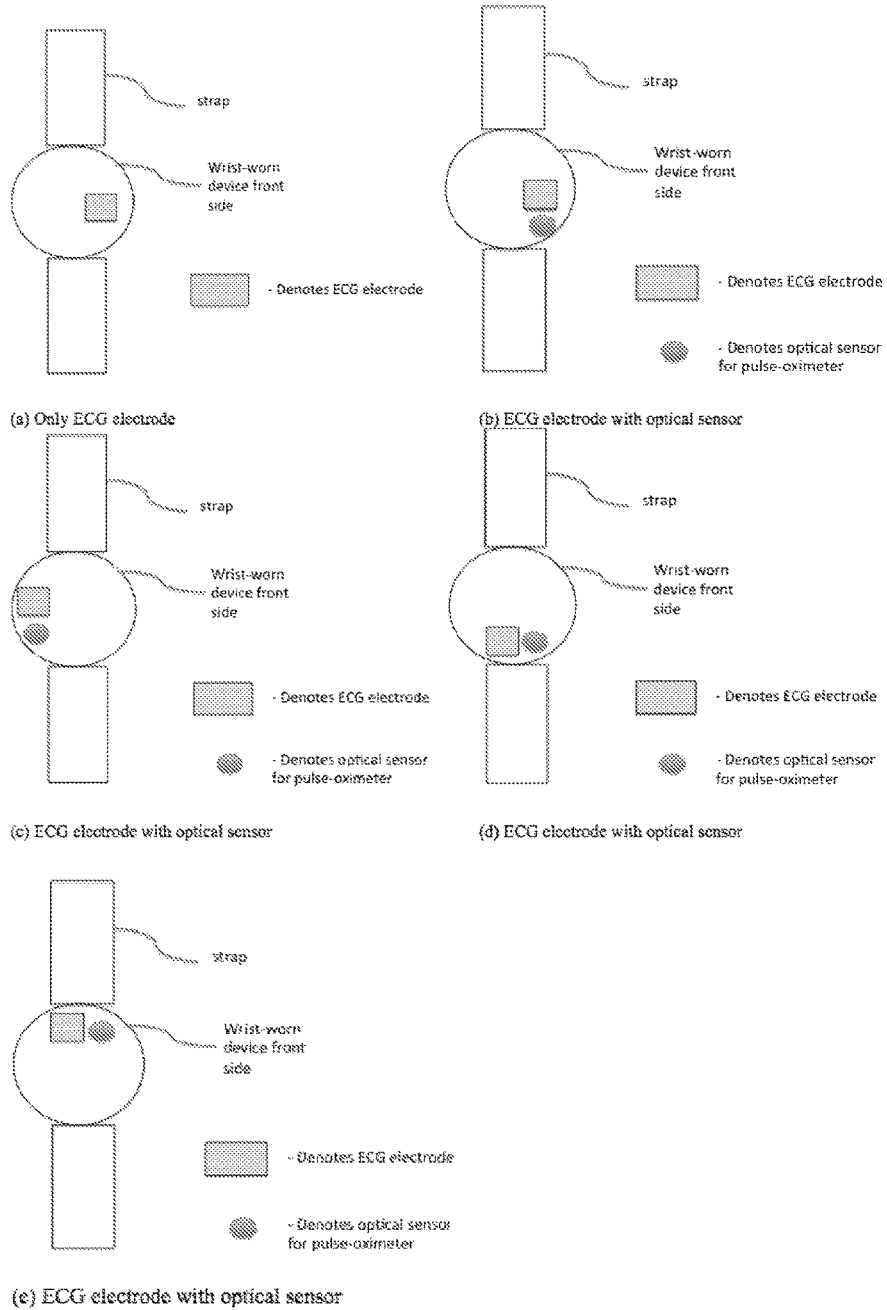 strap
Wrist-worn
device front
side
- Denotes ECG electrode
(a) Only ECG electrode
strap
Wrist-worn
device front
side
- Denotes ECG electrode
- Denotes optical sensor
for pulse-oximeter
(b) ECG electrode with optical sensor
strap
Wrist-worn
device front
side
- Denotes ECG electrode
- Denotes optical sensor
for pulse-oximeter
(c) ECG electrode with optical sensor
strap
Wrist-worn
device front
side
- Denotes ECG electrode
- Denotes optical sensor
for pulse-oximeter
(d) ECG electrode with optical sensor
strap
Wrist-worn
device front
side
- Denotes ECG electrode
- Denotes optical sensor
for pulse-oximeter
(e) ECG electrode with optical sensor